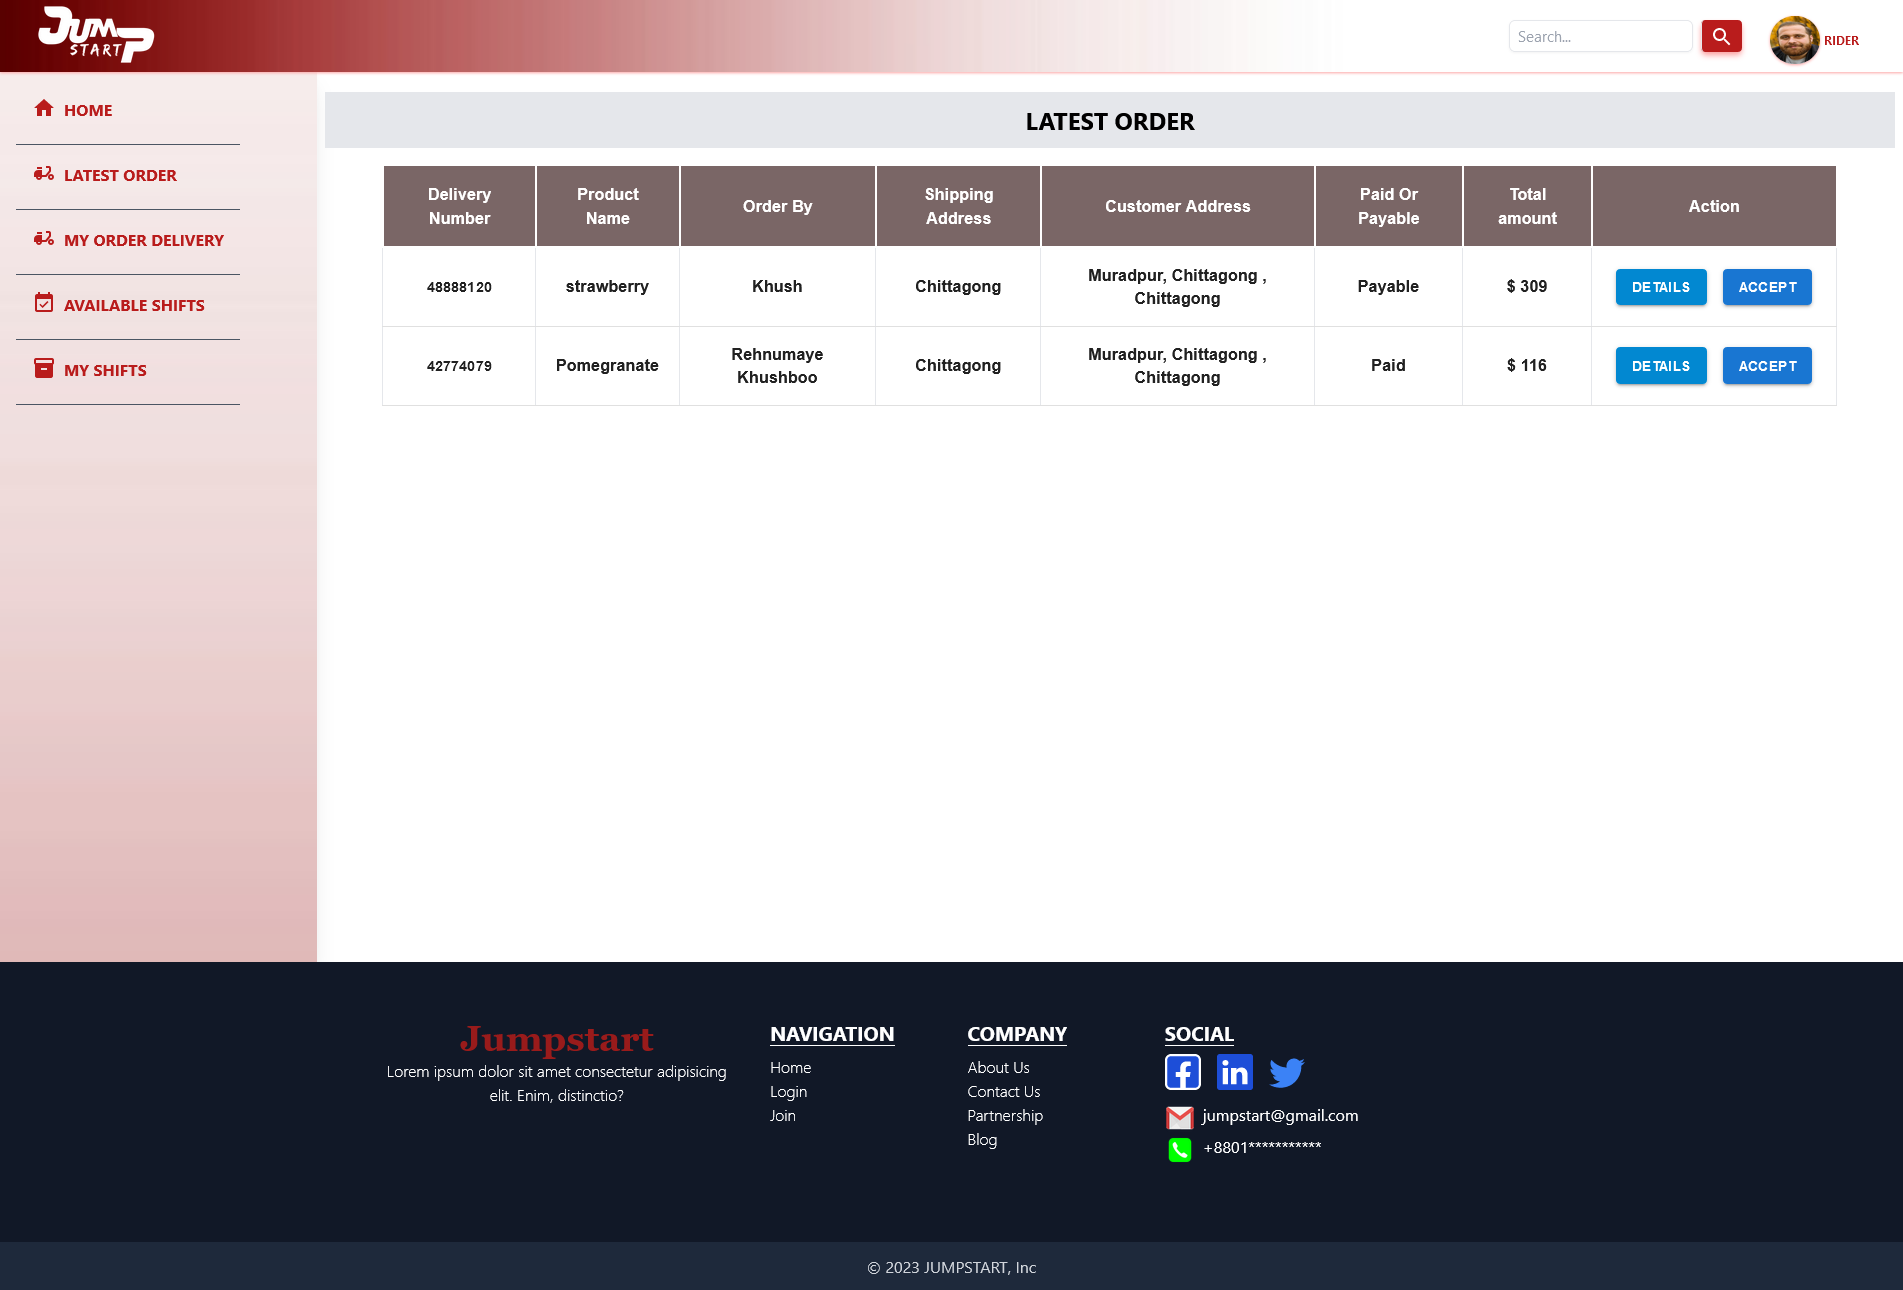 JUMP
START
Search...
RIDER
HOME
LATEST ORDER
MY ORDER DELIVERY
AVAILABLE SHIFTS
MY SHIFTS
LATEST ORDER
Delivery Number
Product Name
Order By
Shipping Address
Customer Address
Paid Or Payable
Total amount
Action
48888120
strawberry
Khush
Chittagong
Muradpur, Chittagong ,
Chittagong
Payable
$ 309
DETAILS
ACCEPT
42774079
Pomegranate
Rehnumaye
Khushboo
Chittagong
Muradpur, Chittagong ,
Chittagong
Paid
$ 116
DETAILS
ACCEPT
Jumpstart
Lorem ipsum dolor sit amet consectetur adipisicing
elit. Enim, distinctio?
NAVIGATION
Home
Login
Join
COMPANY
About Us
Contact Us
Partnership
Blog
SOCIAL
jumpstart@gmail.com
+8801***********
© 2023 JUMPSTART, Inc